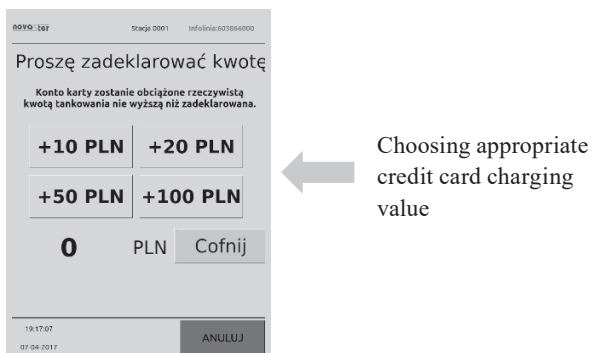 Stacja 0001 Infolinia:603866000
Proszę zadeklarować kwotę
Konto karty zostanie obciążone rzeczywistą
kwotą tankowania nie wyższą niż zadeklarowana.
+10 PLN +20 PLN
+50 PLN +100 PLN
0 PLN Cofnij
19:17:07
07-04-2017
ANULUJ
Choosing appropriate
credit card charging
value